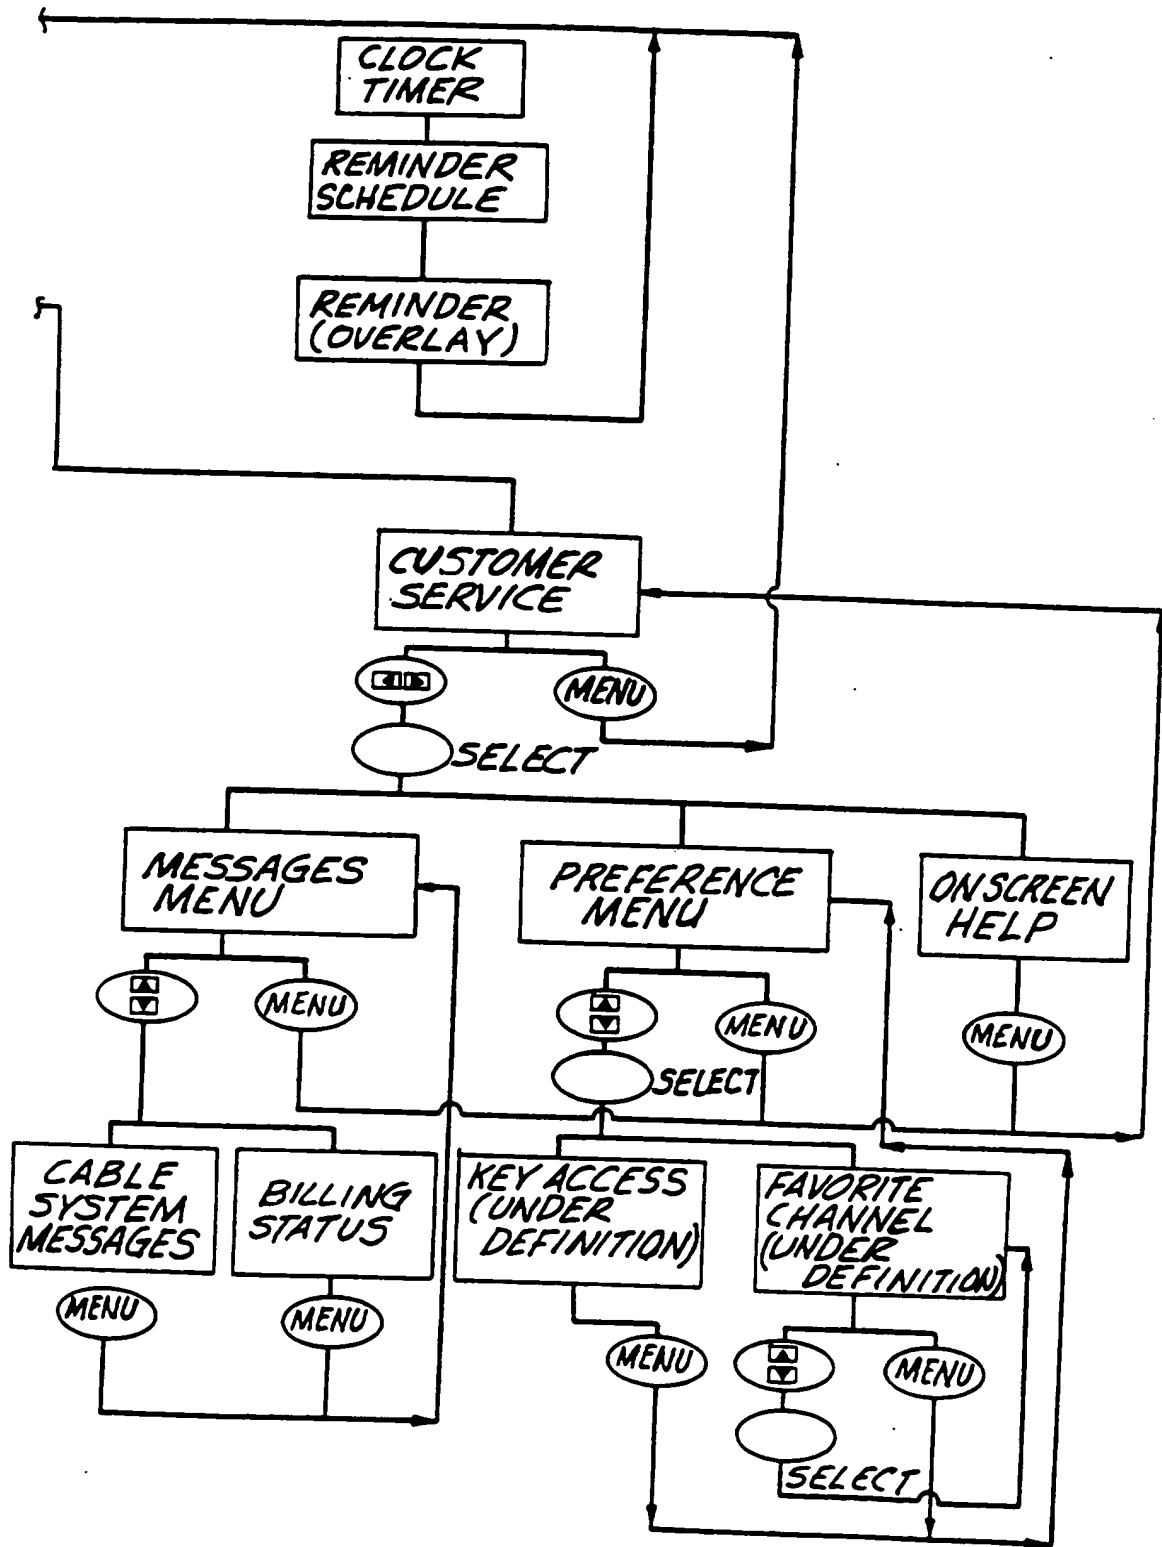 CLOCK
TIMER
REMINDER
SCHEDULE
REMINDER
(OVERLAY)
CUSTOMER
SERVICE
MENU
SELECT
MESSAGES
MENU
PREFERENCE
MENU
ON SCREEN
HELP
MENU
MENU
MENU
SELECT
CABLE
SYSTEM
MESSAGES
BILLING
STATUS
KEY ACCESS
(UNDER
DEFINITION)
FAVORITE
CHANNEL
(UNDER
DEFINITION)
MENU
MENU
MENU
MENU
SELECT